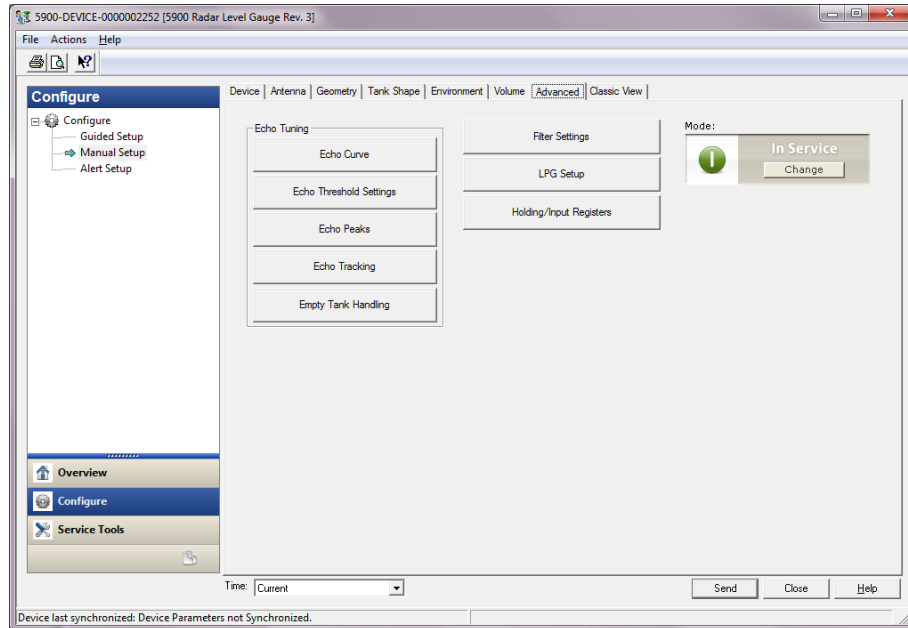 5900-DEVICE-0000002252 [5900 Radar Level Gauge Rev. 3]
File Actions Help
Configure
Configure
Guided Setup
Manual Setup
Alert Setup
Overview
Configure
Service Tools
Device Antenna Geometry Tank Shape Environment Volume Advanced Classic View
Echo Tuning
Echo Curve
Echo Threshold Settings
Echo Peaks
Echo Tracking
Empty Tank Handling
Filter Settings
LPG Setup
Holding/Input Registers
Mode:
In Service
Change
Time: Current
Send Close Help
Device last synchronized: Device Parameters not Synchronized.